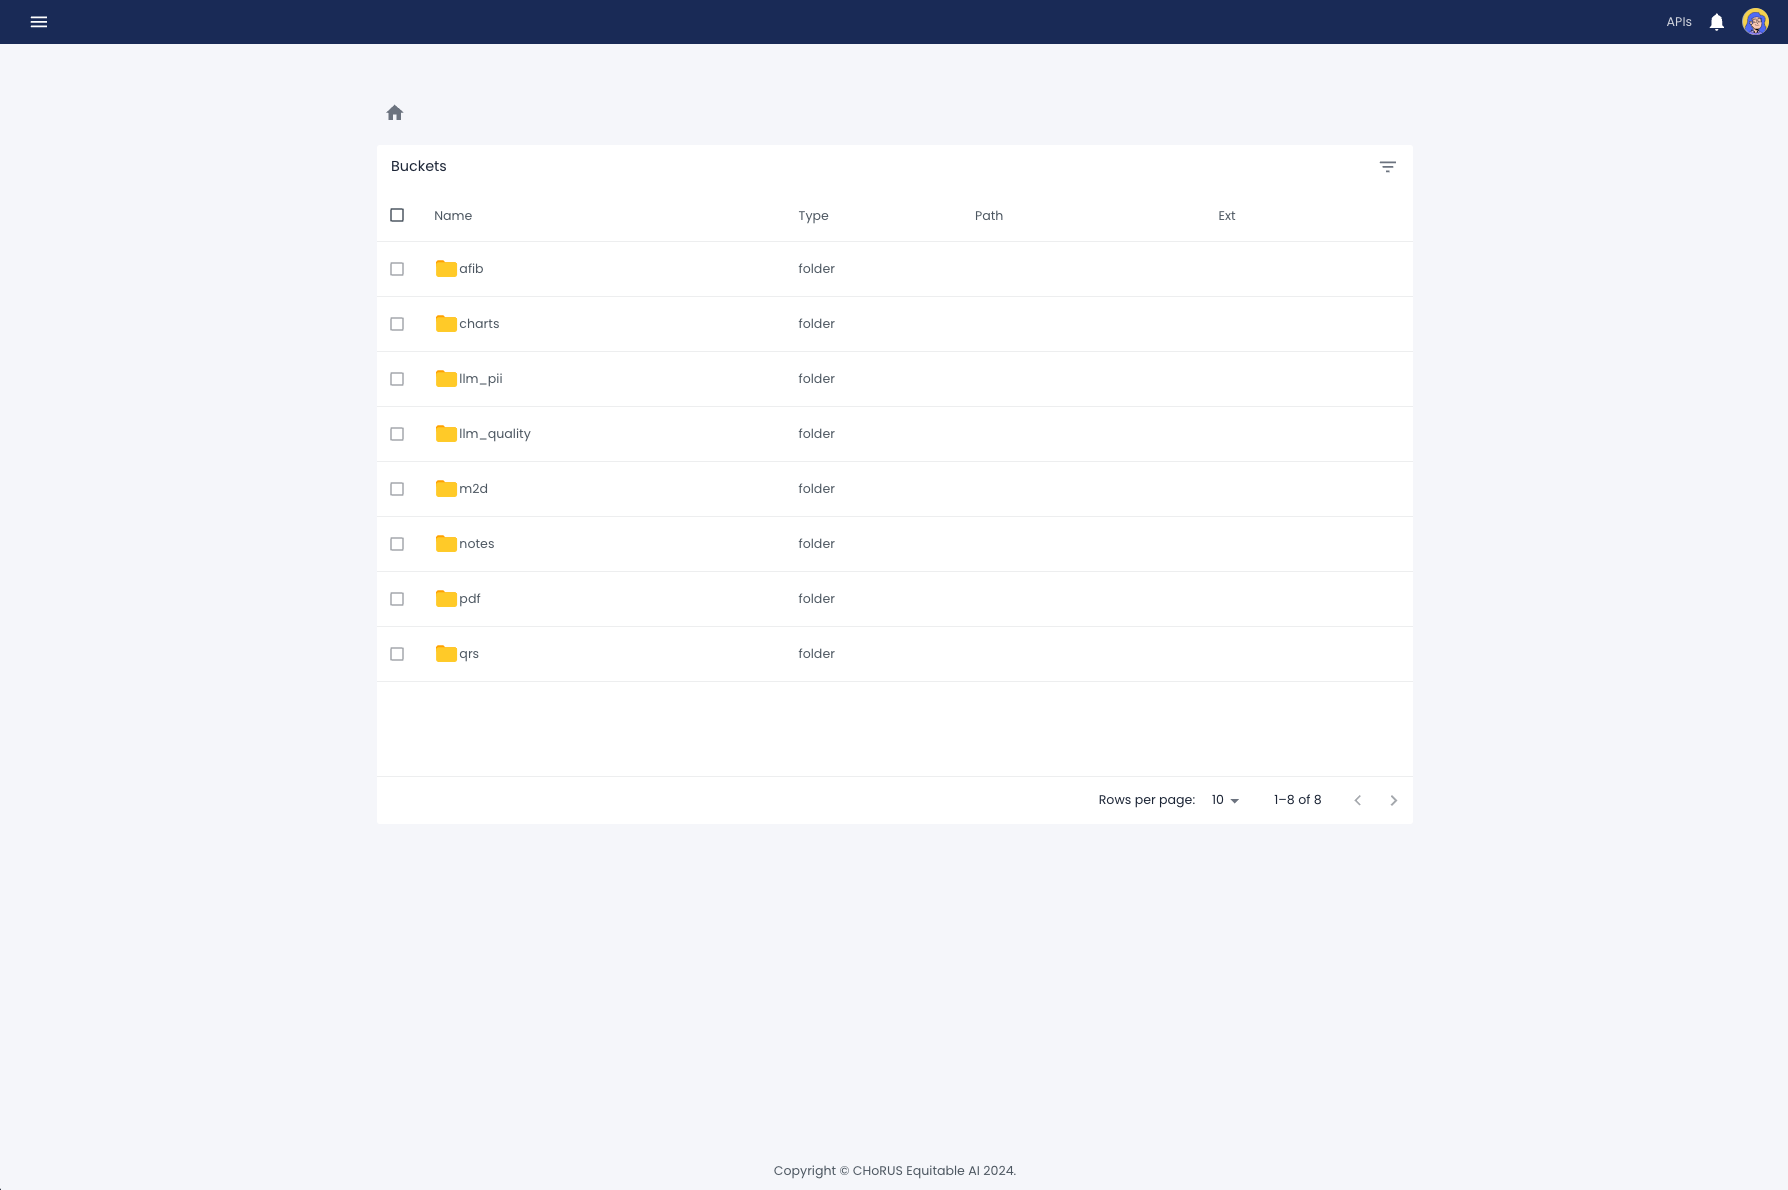 APIs
Buckets
Name Type Path Ext
afib folder
charts folder
llm_pii folder
llm_quality folder
m2d folder
notes folder
pdf folder
qrs folder
Rows per page: 10 1–8 of 8
Copyright © CHoRUS Equitable AI 2024.